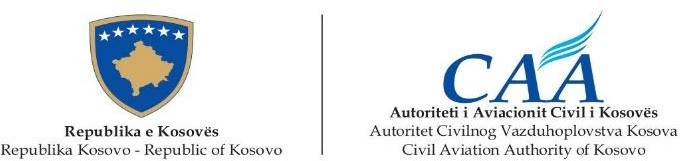 Republika e Kosovës
Republika Kosovo - Republic of Kosovo
CAA
Autoriteti i Aviacionit Civil i Kosovës
Autoritet Civilnog Vazduhoplovstva Kosova
Civil Aviation Authority of Kosovo